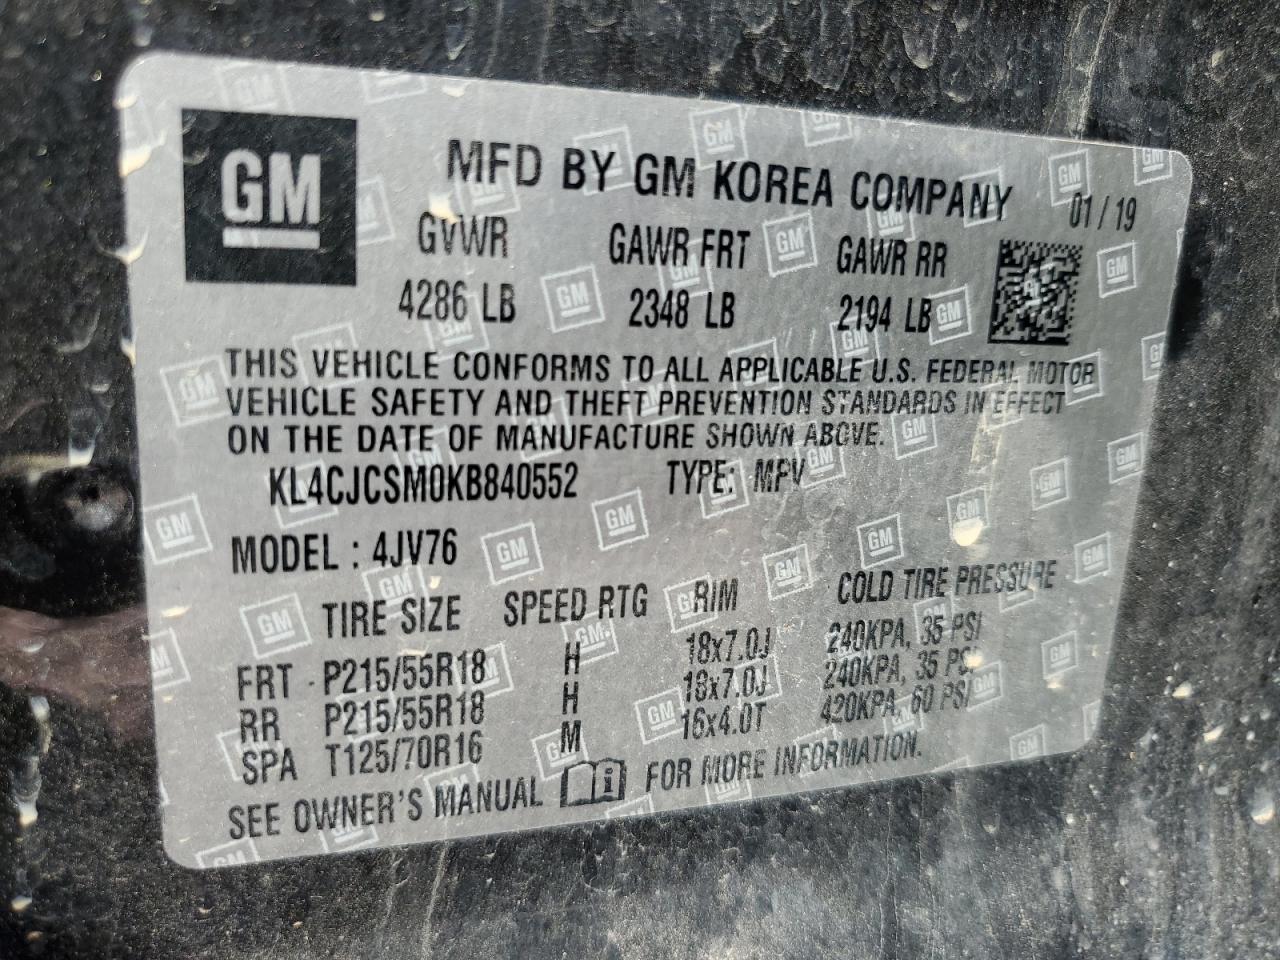 GM
MFD BY GM KOREA COMPANY 01 / 19
GVWR GAWR FRT GAWR RR
4286 LB 2348 LB 2194 LB
THIS VEHICLE CONFORMS TO ALL APPLICABLE U.S. FEDERAL MOTOR
VEHICLE SAFETY AND THEFT PREVENTION STANDARDS IN EFFECT
ON THE DATE OF MANUFACTURE SHOWN ABOVE.
KL4CJCSM0KB840552 TYPE: MPV
MODEL : 4JV76
TIRE SIZE SPEED RTG RIM COLD TIRE PRESSURE
FRT P215/55R18 H 18x7.0J 240KPA, 35 PSI
RR P215/55R18 H 18x7.0J 240KPA, 35 PSI
SPA T125/70R16 M 16x4.0T 420KPA, 60 PSI
SEE OWNER'S MANUAL i FOR MORE INFORMATION.